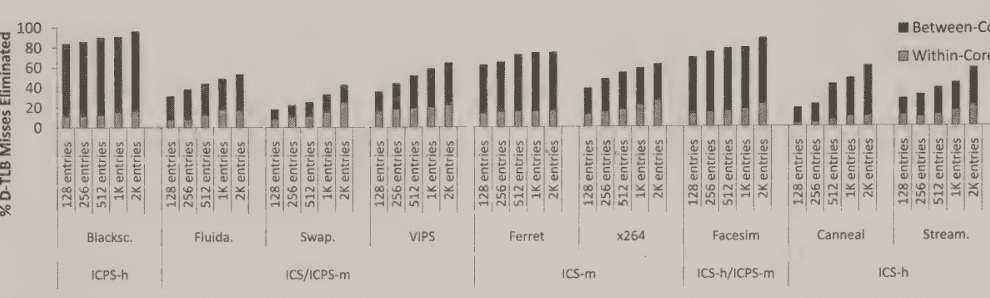 % D-TLB Misses Eliminated
100
80
60
40
20
0
Between-Co
Within-Core
128 entries 256 entries 512 entries 1K entries 2K entries
128 entries 256 entries 512 entries 1K entries 2K entries
128 entries 256 entries 512 entries 1K entries 2K entries
128 entries 256 entries 512 entries 1K entries 2K entries
128 entries 256 entries 512 entries 1K entries 2K entries
128 entries 256 entries 512 entries 1K entries 2K entries
128 entries 256 entries 512 entries 1K entries 2K entries
128 entries 256 entries 512 entries 1K entries 2K entries
128 entries 256 entries 512 entries 1K entries 2K entries
Blacksc. Fluida. Swap. VIPS Ferret x264 Facesim Canneal Stream.
ICPS-h ICS/ICPS-m ICS-m ICS-h/ICPS-m ICS-h